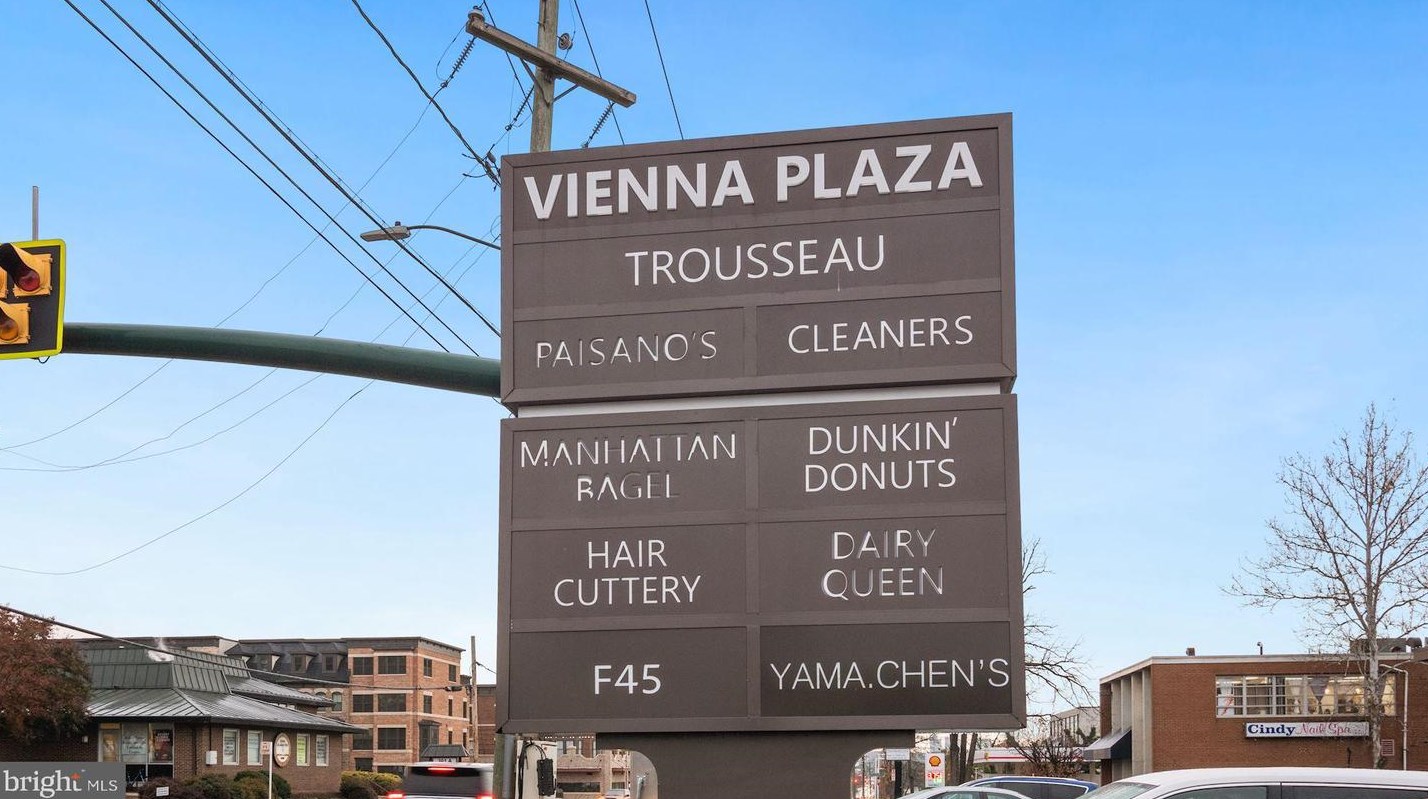 VIENNA PLAZA
TROUSSEAU
PAISANO'S
CLEANERS
MANHATTAN
BAGEL
DUNKIN'
DONUTS
HAIR
CUTTERY
DAIRY
QUEEN
F45
YAMA.CHEN'S
Cindy Nail Spa
bright MLS